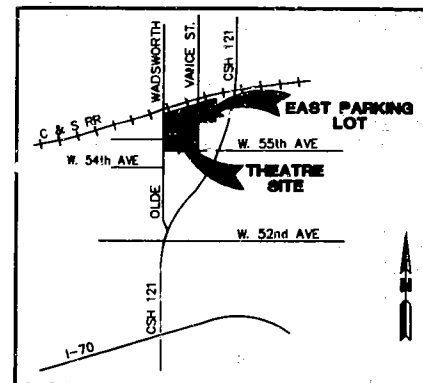 WADSWORTH
VANCE ST.
CSH 121
C & S RR
EAST PARKING
LOT
W. 54th AVE
W. 55th AVE
THEATRE
SITE
OLDE
W. 52nd AVE
N
CSH 121
I-70